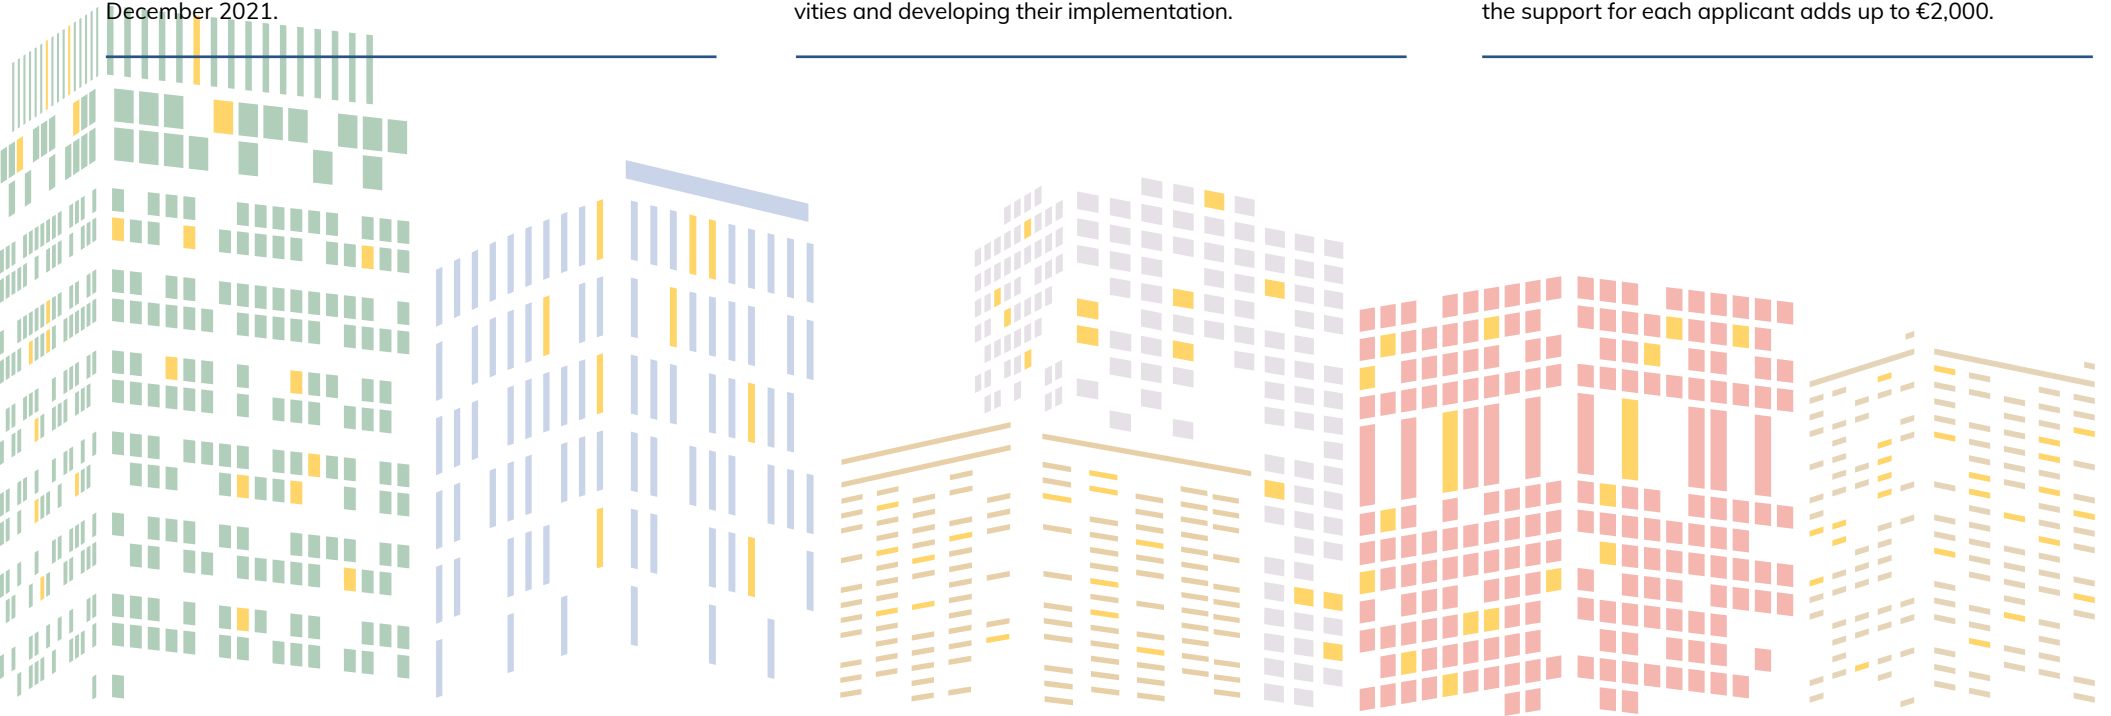 December 2021.
vities and developing their implementation.
the support for each applicant adds up to €2,000.